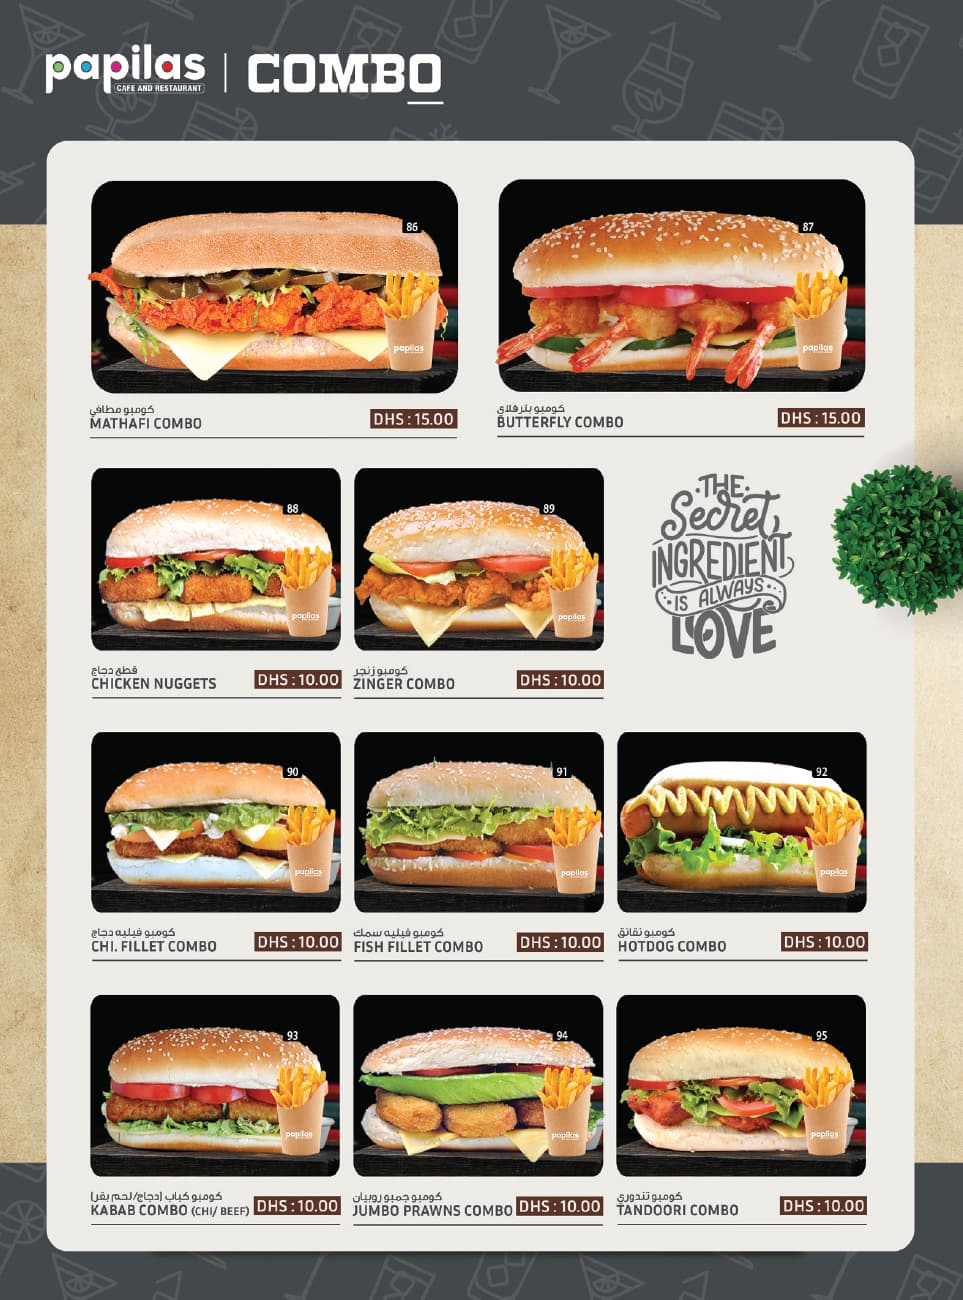 papilas
CAFE AND RESTAURANT
COMBO
86
papilas
كومبو مطافي
MATHAFI COMBO
DHS : 15.00
87
papilas
كومبو بترفلاي
BUTTERFLY COMBO
DHS : 15.00
88
papilas
قطع دجاج
CHICKEN NUGGETS
DHS : 10.00
89
papilas
كومبو زنجر
ZINGER COMBO
DHS : 10.00
THE
Secret
INGREDIENT
IS ALWAYS
LOVE
90
papilas
كومبو فيليه دجاج
CHI. FILLET COMBO
DHS : 10.00
91
papilas
كومبو فيليه سمك
FISH FILLET COMBO
DHS : 10.00
92
papilas
كومبو نقانق
HOTDOG COMBO
DHS : 10.00
93
papilas
كومبو كباب (دجاج/لحم بقر)
KABAB COMBO (CHI/ BEEF)
DHS : 10.00
94
papilas
كومبو جمبو روبيان
JUMBO PRAWNS COMBO
DHS : 10.00
95
papilas
كومبو تندوري
TANDOORI COMBO
DHS : 10.00